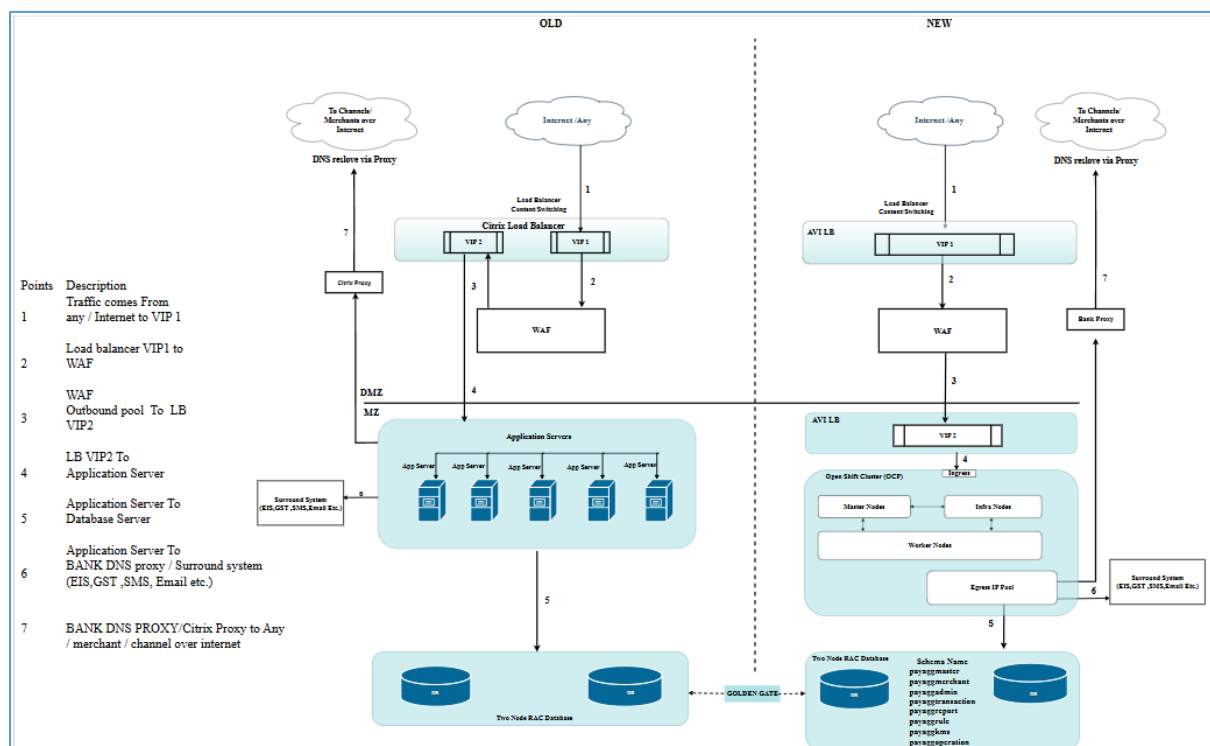 OLD
NEW
To Channels/
Merchants over
Internet
DNS reslove via Proxy
Internet /Any
1
Load Balancer
Content/Switching
Citrix Load Balancer
VIP 2
VIP 1
7
3
2
Citrix Proxy
WAF
4
DMZ
MZ
Application Servers
App Server
App Server
App Server
App Server
App Server
6
Surround System
(EIS,GST ,SMS,Email Etc.)
5
DB
DB
Two Node RAC Database
Points Description
1 Traffic comes From
any / Internet to VIP 1
2 Load balancer VIP1 to
WAF
3 WAF
Outbound pool To LB
VIP2
4 LB VIP2 To
Application Server
5 Application Server To
Database Server
6 Application Server To
BANK DNS proxy / Surround system
(EIS,GST ,SMS, Email etc.)
7 BANK DNS PROXY/Citrix Proxy to Any
/ merchant / channel over internet
GOLDEN GATE
Internet /Any
To Channels/
Merchants over
Internet
DNS reslove via Proxy
1
Load Balancer
Content/Switching
AVI LB
VIP 1
2
7
WAF
Bank Proxy
3
AVI LB
VIP 2
4
Ingress
Open Shift Cluster (OCP)
Master Nodes
Infra Nodes
Worker Nodes
Egress IP Pool
6
Surround System
(EIS,GST ,SMS,Email Etc.)
5
Two Node RAC Database
Schema Name
payaggmaster
payaggmerchant
payaggadmin
payaggtransaction
payaggreport
payaggrule
payaggkms
payaggoperation
DB
DB